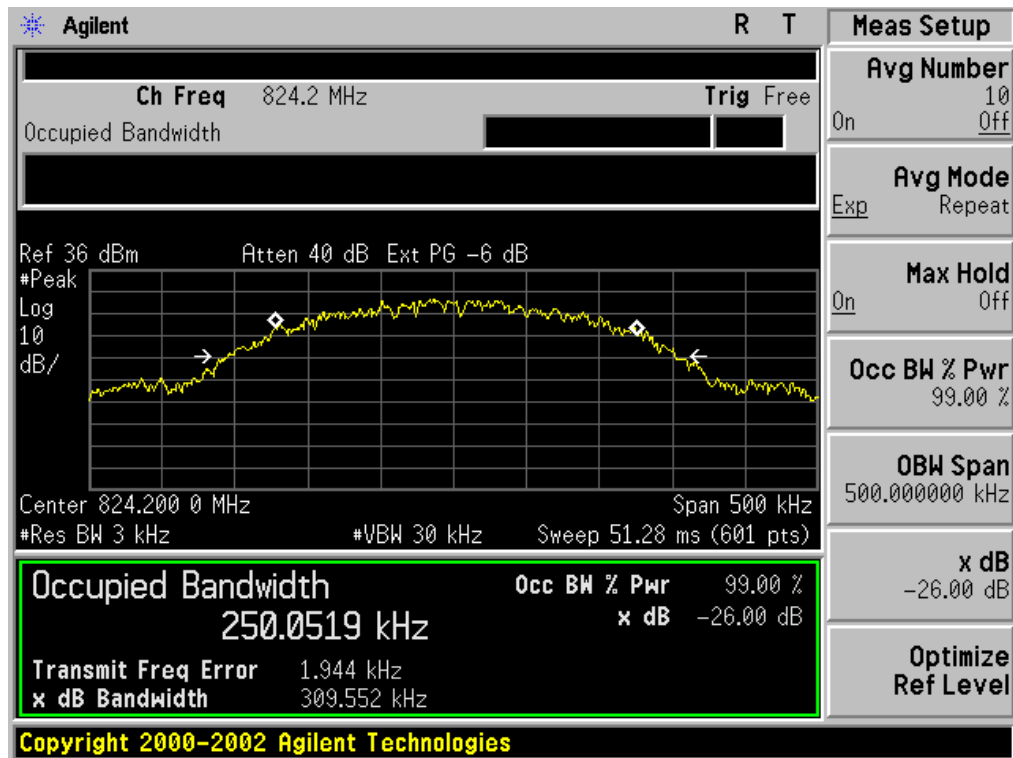 Agilent R T
Ch Freq 824.2 MHz Trig Free
Occupied Bandwidth
Ref 36 dBm Atten 40 dB Ext PG -6 dB
#Peak
Log
10
dB/
Center 824.200 0 MHz Span 500 kHz
#Res BW 3 kHz #VBW 30 kHz Sweep 51.28 ms (601 pts)
Occupied Bandwidth
250.0519 kHz
Occ BW % Pwr 99.00 %
x dB -26.00 dB
Transmit Freq Error 1.944 kHz
x dB Bandwidth 309.552 kHz
Copyright 2000-2002 Agilent Technologies
Meas Setup
Avg Number
10
On Off
Avg Mode
Exp Repeat
Max Hold
On Off
Occ BW % Pwr
99.00 %
OBW Span
500.000000 kHz
x dB
-26.00 dB
Optimize
Ref Level